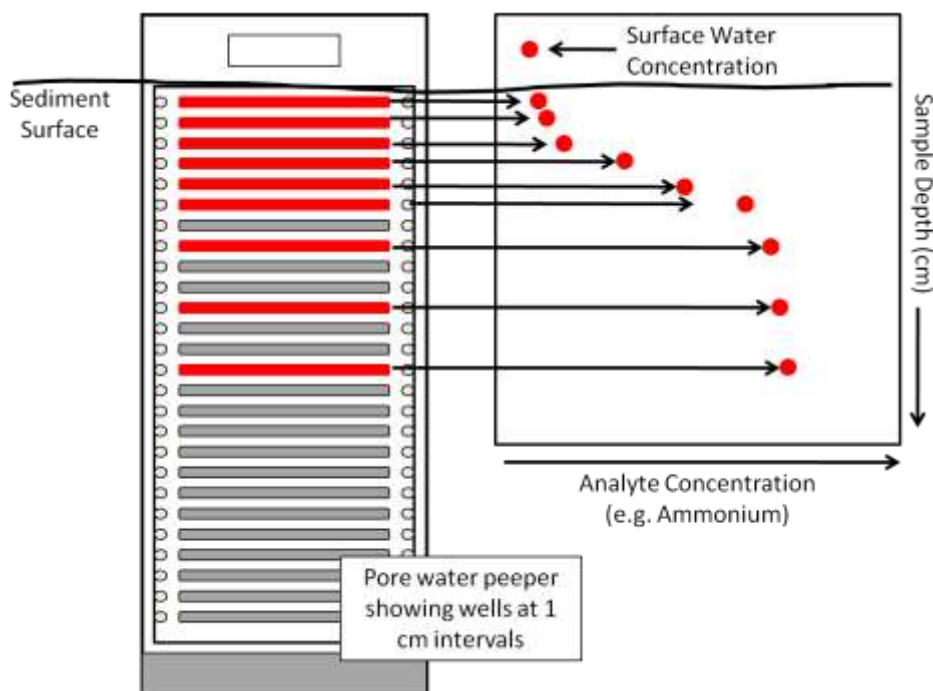 Surface Water
Concentration
Sediment
Surface
Sample Depth (cm)
Analyte Concentration
(e.g. Ammonium)
Pore water peeper
showing wells at 1
cm intervals